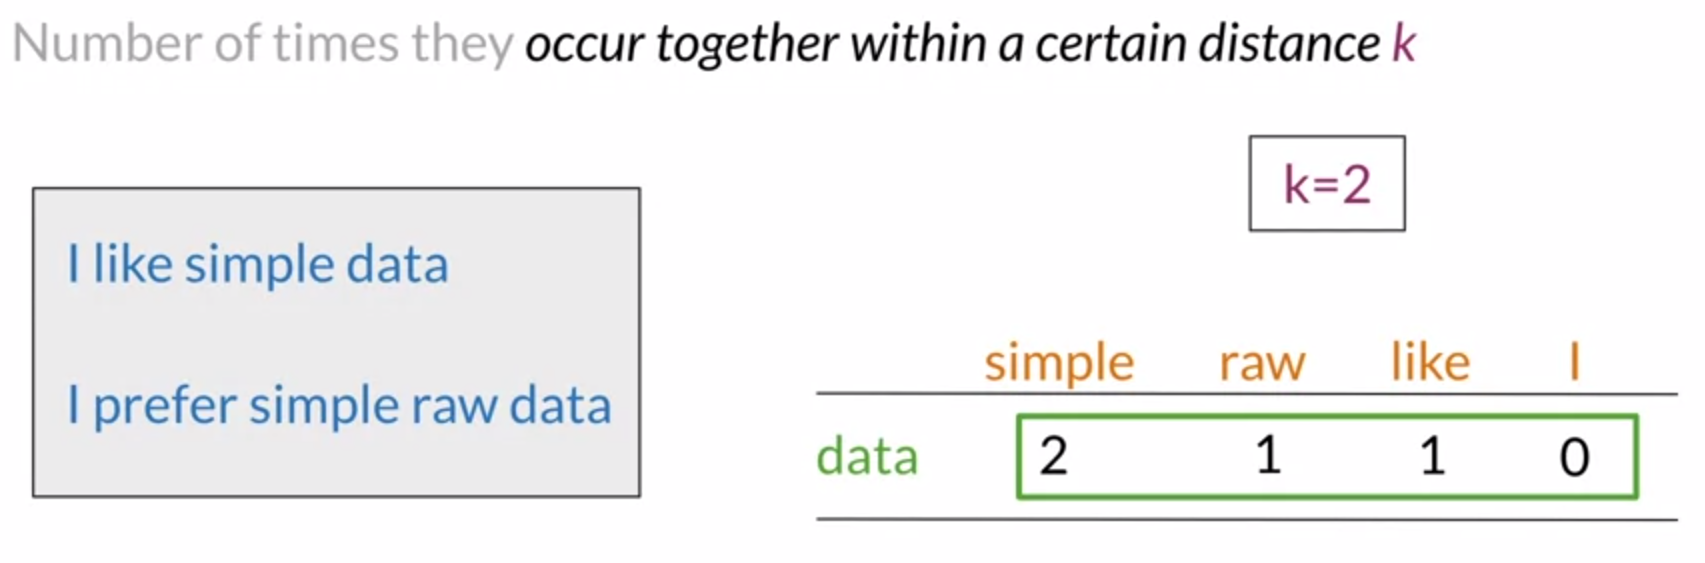 Number of times they occur together within a certain distance k
k=2
I like simple data
I prefer simple raw data
simple raw like I
data 2 1 1 0